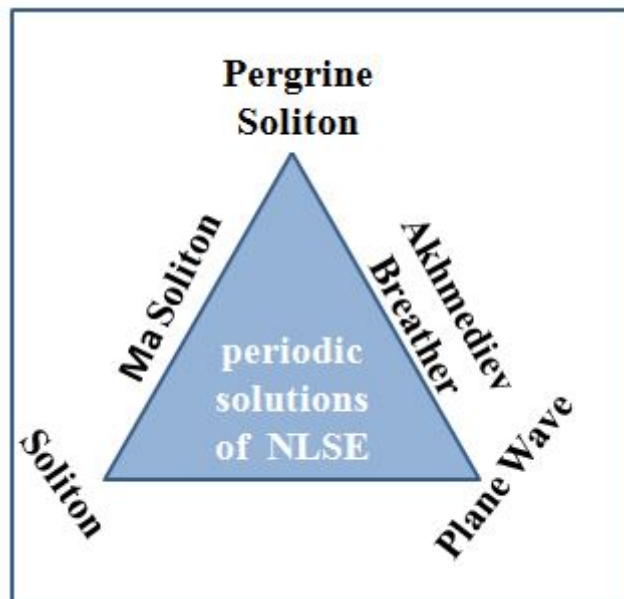 Pergrine
Soliton
Ma Soliton
Akhmediev
Breather
periodic
solutions
of NLSE
Soliton
Plane Wave